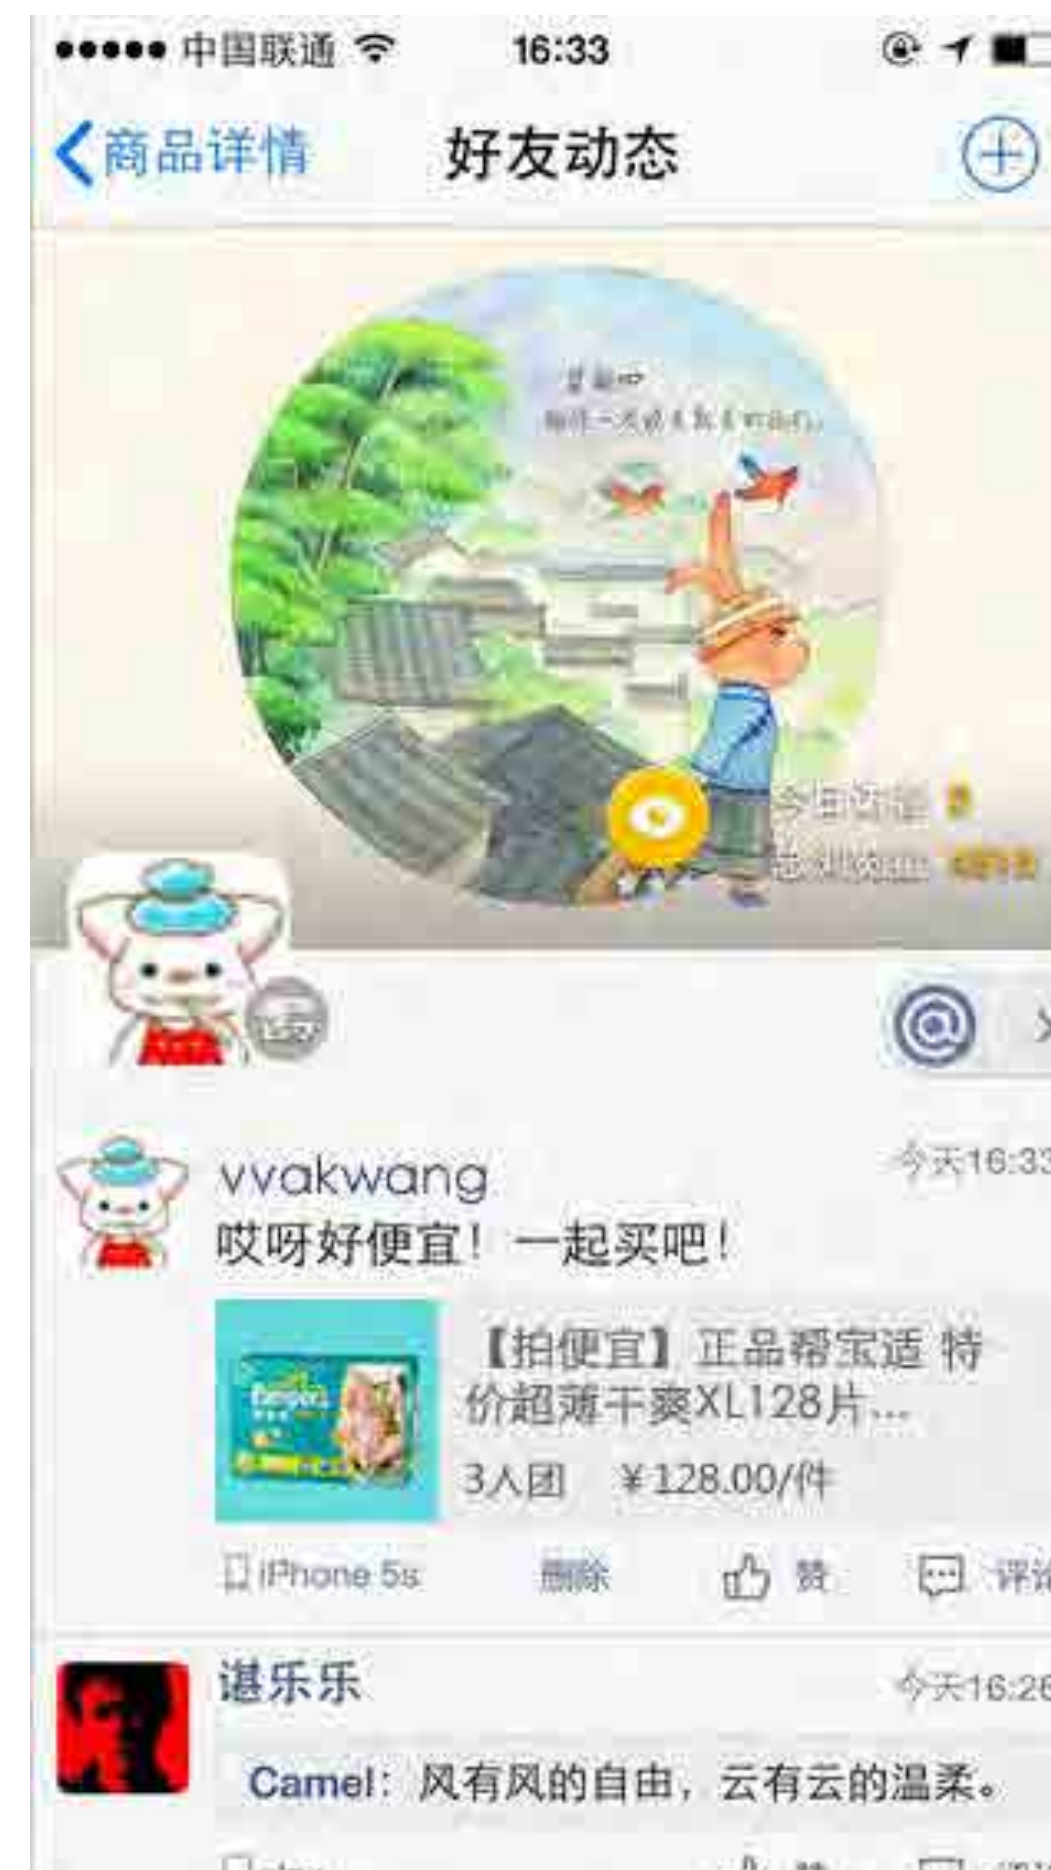 中国联通
16:33
商品详情
好友动态
vvakwang
今天16:33
哎呀好便宜！一起买吧！
【拍便宜】正品帮宝适 特
价超薄干爽XL128片...
3人团 ￥128.00/件
iPhone 5s 删除 赞 评论
谌乐乐
今天16:26
Camel：风有风的自由，云有云的温柔。
赞